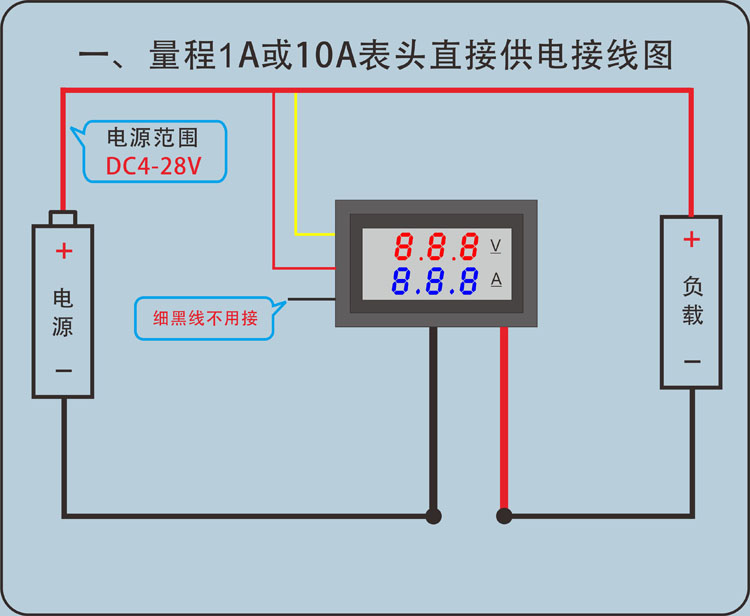 一、量程1A或10A表头直接供电接线图
电源范围
DC4-28V
8.8.8 V
8.8.8 A
+
电
源
−
细黑线不用接
+
负
载
−